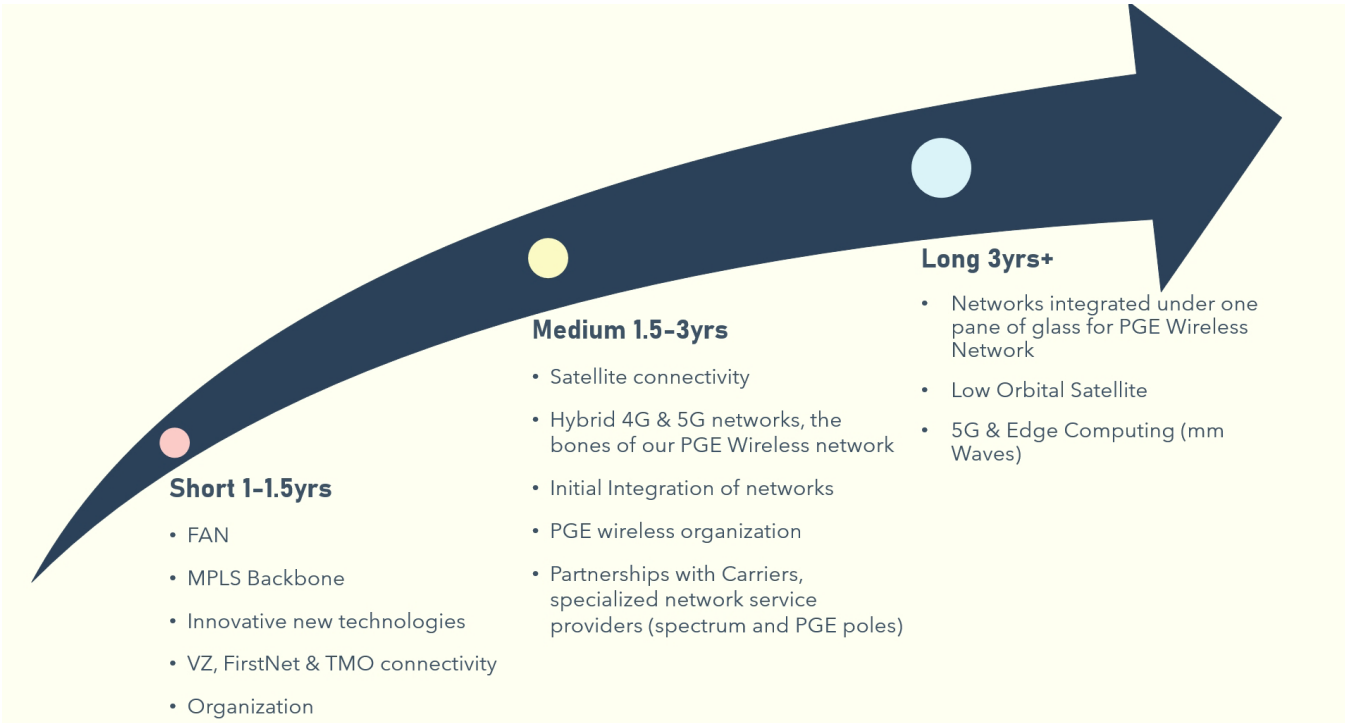 Short 1-1.5yrs
• FAN
• MPLS Backbone
• Innovative new technologies
• VZ, FirstNet & TMO connectivity
• Organization
Medium 1.5-3yrs
• Satellite connectivity
• Hybrid 4G & 5G networks, the
bones of our PGE Wireless network
• Initial Integration of networks
• PGE wireless organization
• Partnerships with Carriers,
specialized network service
providers (spectrum and PGE poles)
Long 3yrs+
• Networks integrated under one
pane of glass for PGE Wireless
Network
• Low Orbital Satellite
• 5G & Edge Computing (mm
Waves)